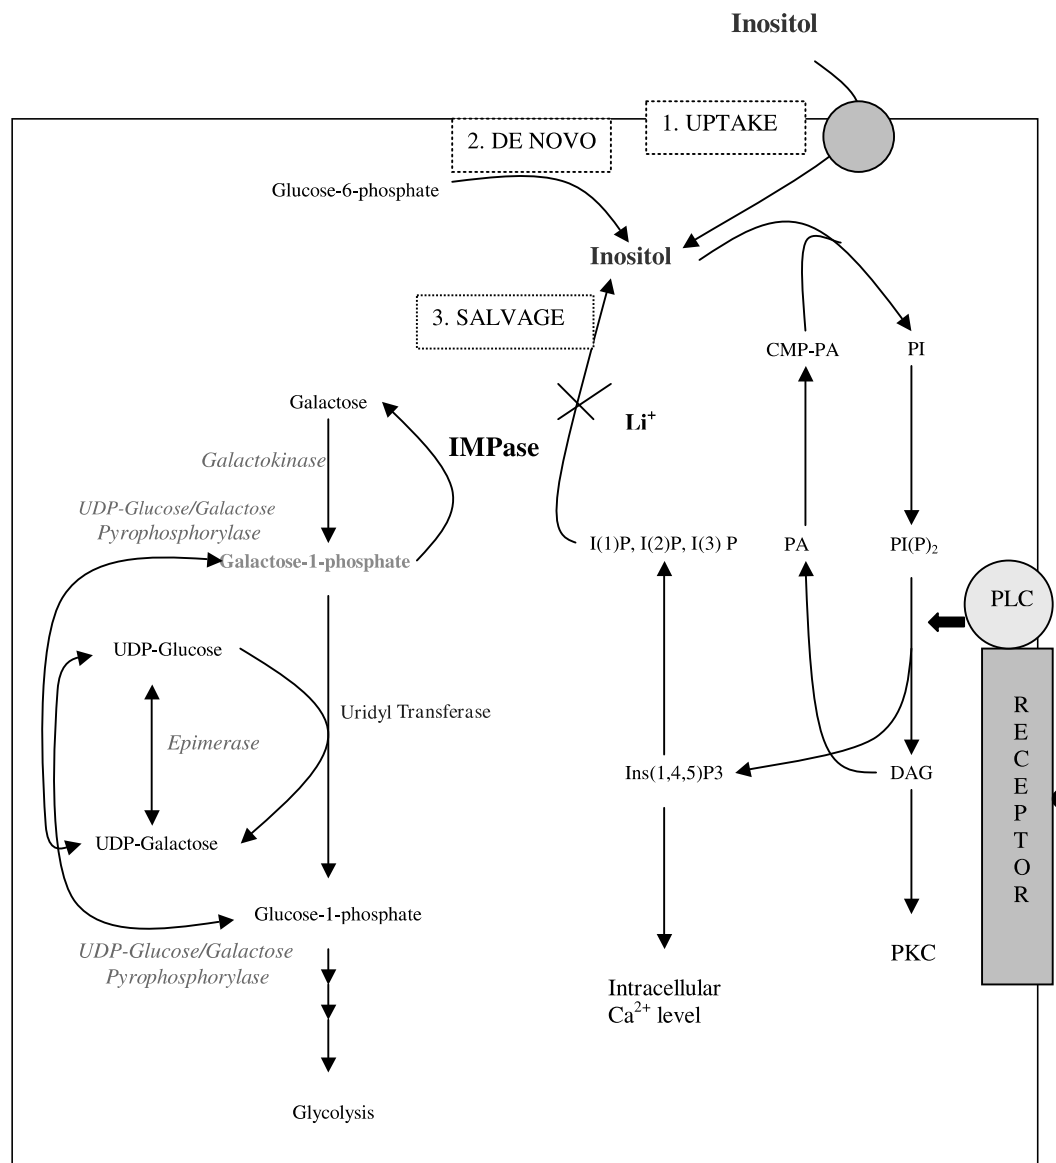 Inositol
1. UPTAKE
2. DE NOVO
Glucose-6-phosphate
Inositol
3. SALVAGE
CMP-PA
PI
Galactose
Li⁺
IMPase
Galactokinase
UDP-Glucose/Galactose
Pyrophosphorylase
Galactose-1-phosphate
I(1)P, I(2)P, I(3) P
PA
PI(P)₂
PLC
UDP-Glucose
Uridyl Transferase
Epimerase
RECEPTOR
Ins(1,4,5)P3
DAG
UDP-Galactose
Glucose-1-phosphate
UDP-Glucose/Galactose
Pyrophosphorylase
PKC
Intracellular
Ca²⁺ level
Glycolysis